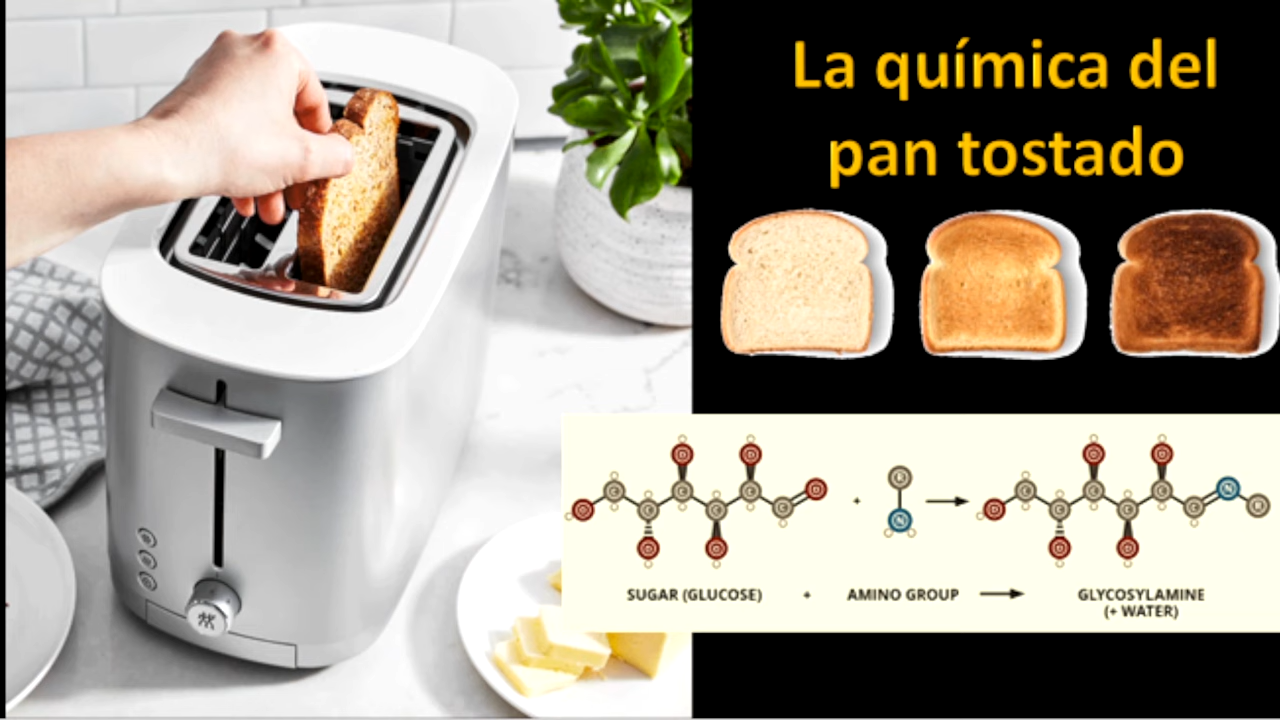 La química del
pan tostado
SUGAR (GLUCOSE) + AMINO GROUP → GLYCOSYLAMINE
(+ WATER)